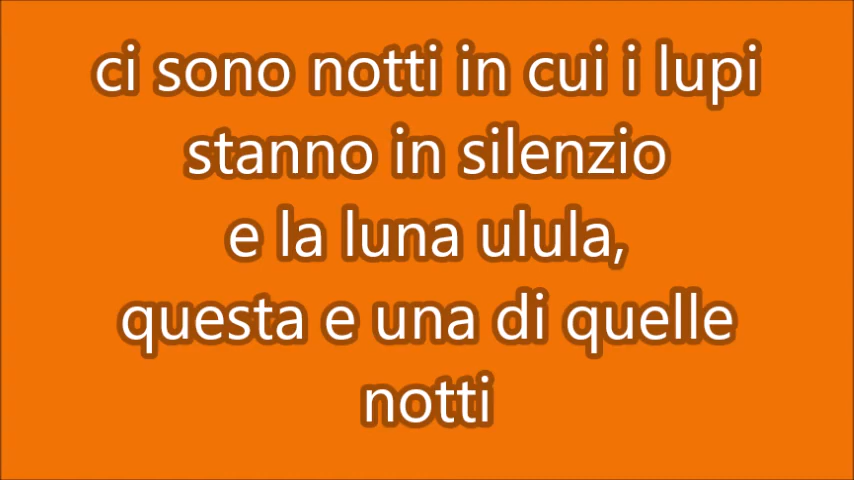 ci sono notti in cui i lupi
stanno in silenzio
e la luna ulula,
questa e una di quelle
notti